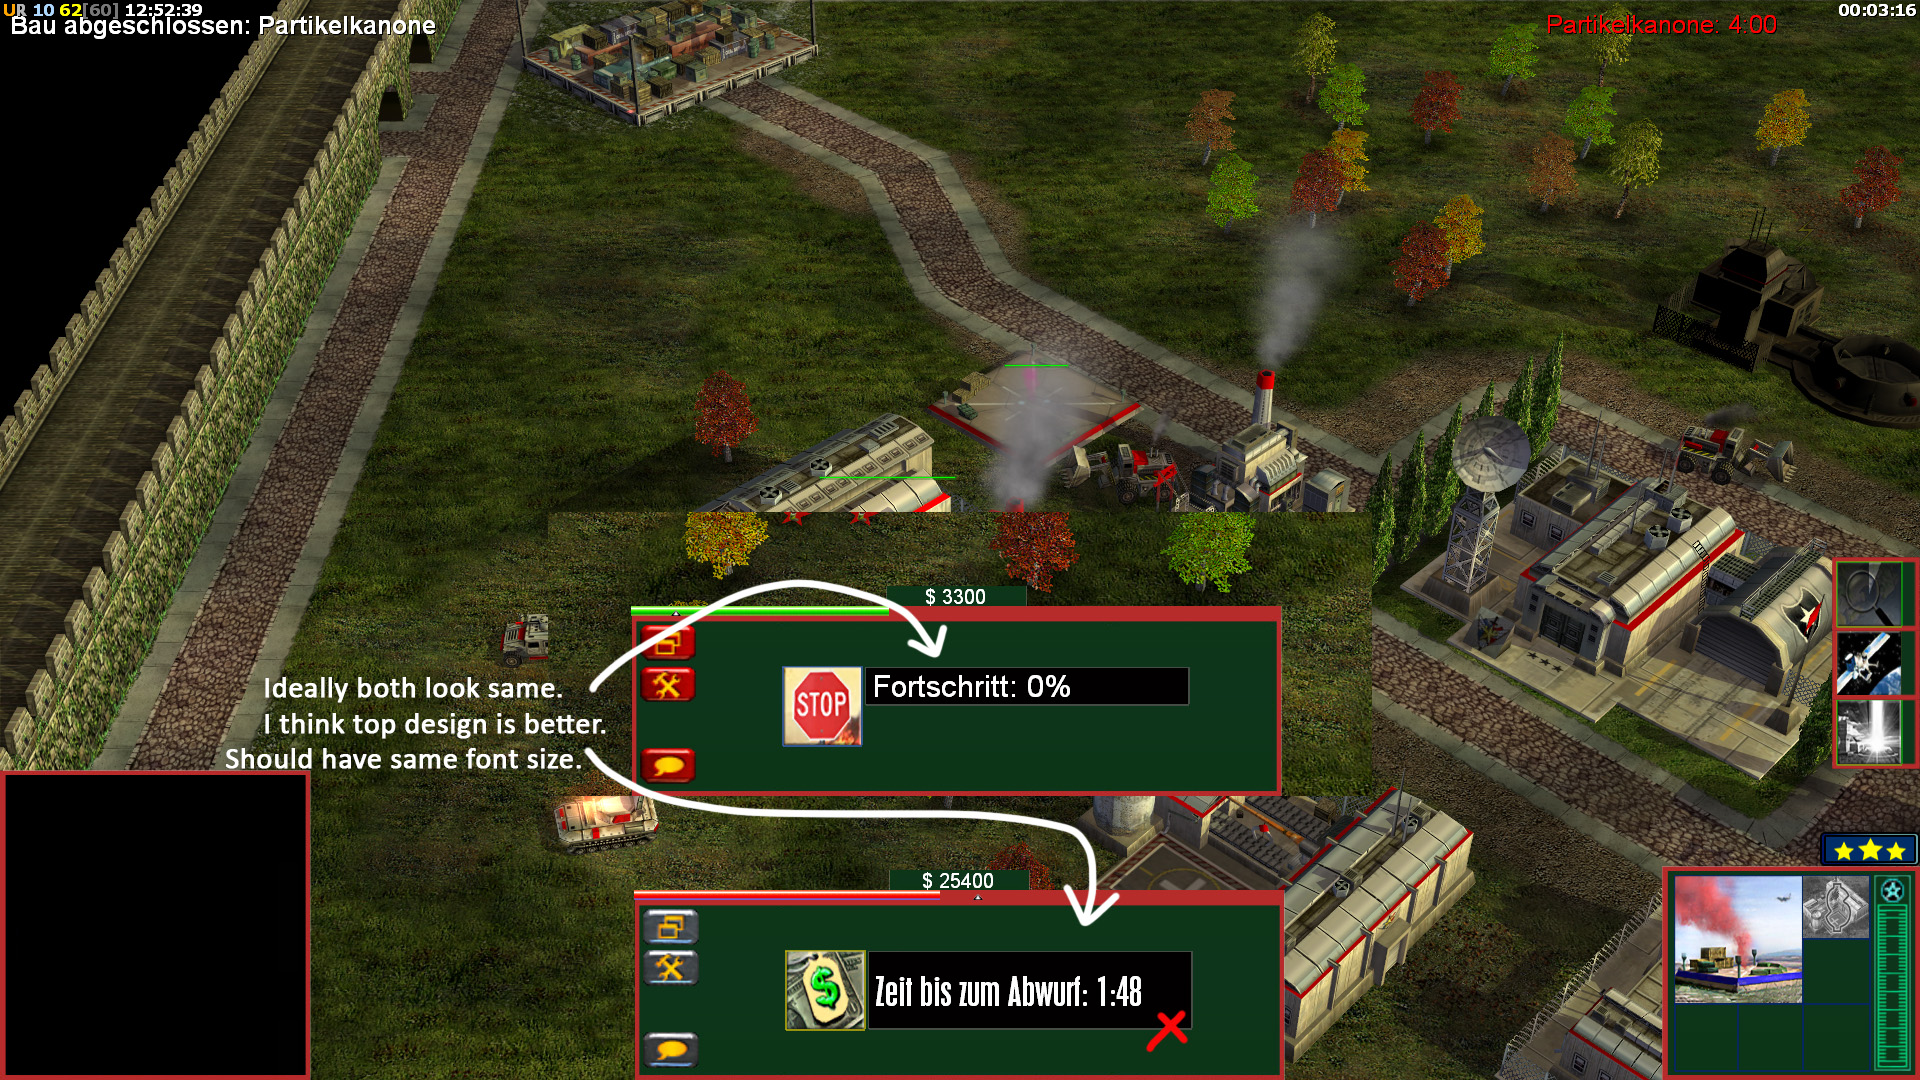 UR 10 62[60] 12:52:39
00:03:16
Bau abgeschlossen: Partikelkanone
Partikelkanone: 4:00
$ 3300
STOP
Fortschritt: 0%
Ideally both look same.
I think top design is better.
Should have same font size.
$ 25400
$
Zeit bis zum Abwurf: 1:48